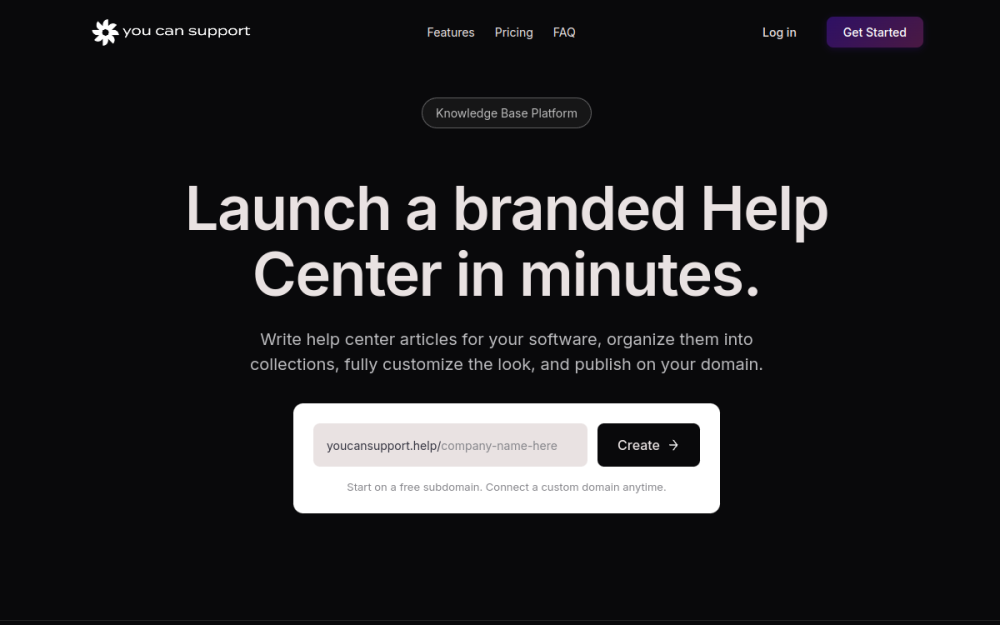 you can support
Features
Pricing
FAQ
Log in
Get Started
Knowledge Base Platform
Launch a branded Help
Center in minutes.
Write help center articles for your software, organize them into
collections, fully customize the look, and publish on your domain.
youcansupport.help/company-name-here
Create →
Start on a free subdomain. Connect a custom domain anytime.